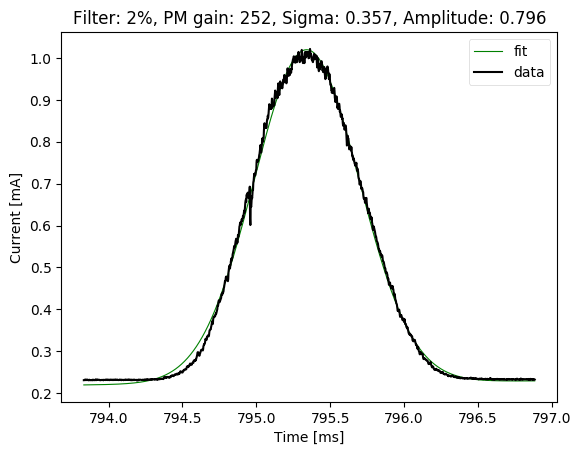 Filter: 2%, PM gain: 252, Sigma: 0.357, Amplitude: 0.796
fit
data
1.0
0.9
0.8
0.7
0.6
0.5
0.4
0.3
0.2
Current [mA]
794.0 794.5 795.0 795.5 796.0 796.5 797.0
Time [ms]